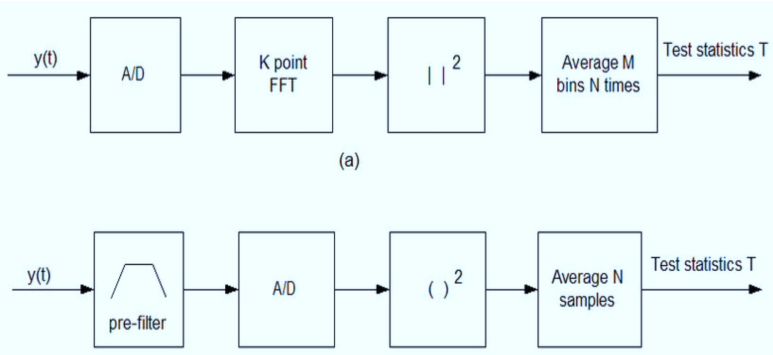 y(t)
A/D
K point
FFT
| | 2
Average M
bins N times
Test statistics T
(a)
y(t)
pre-filter
A/D
( ) 2
Average N
samples
Test statistics T